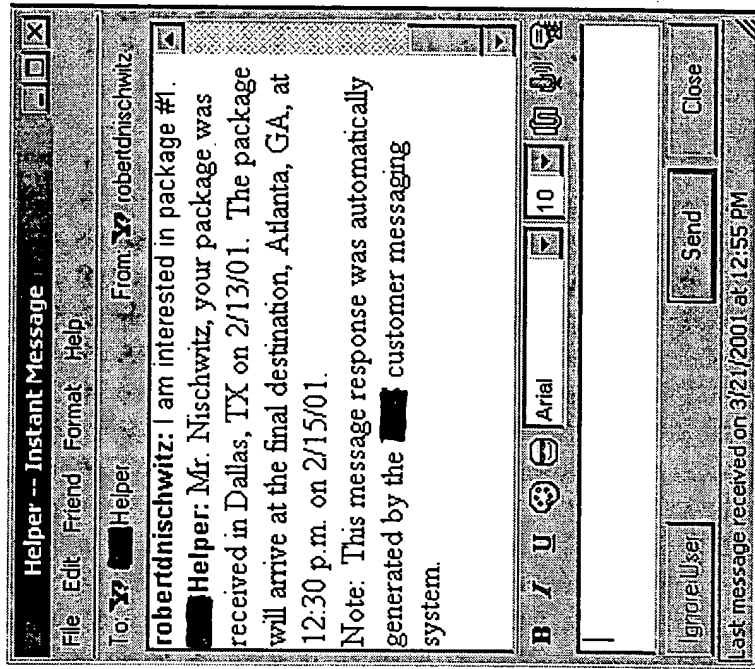 Helper -- Instant Message
File Edit Friend Format Help
To: Helper From: robertdnischwitz
robertdnischwitz: I am interested in package #1.
Helper: Mr. Nischwitz, your package was
received in Dallas, TX on 2/13/01. The package
will arrive at the final destination, Atlanta, GA, at
12:30 p.m. on 2/15/01.
Note: This message response was automatically
generated by the customer messaging
system.
B I U Arial 10
Ignore User Send Close
Last message received on 3/21/2001 at 12:55 PM